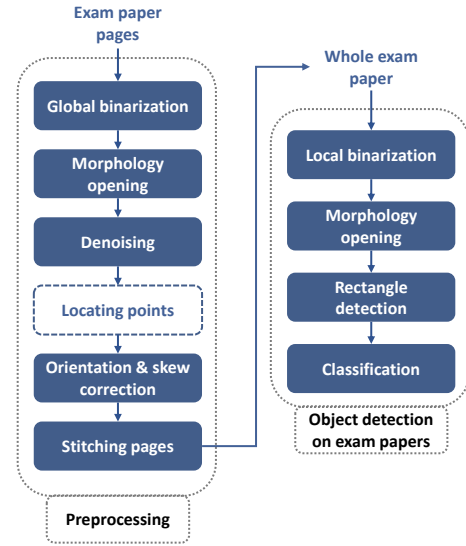 Exam paper
pages
Global binarization
Morphology
opening
Denoising
Locating points
Orientation & skew
correction
Stitching pages
Preprocessing
Whole exam
paper
Local binarization
Morphology
opening
Rectangle
detection
Classification
Object detection
on exam papers